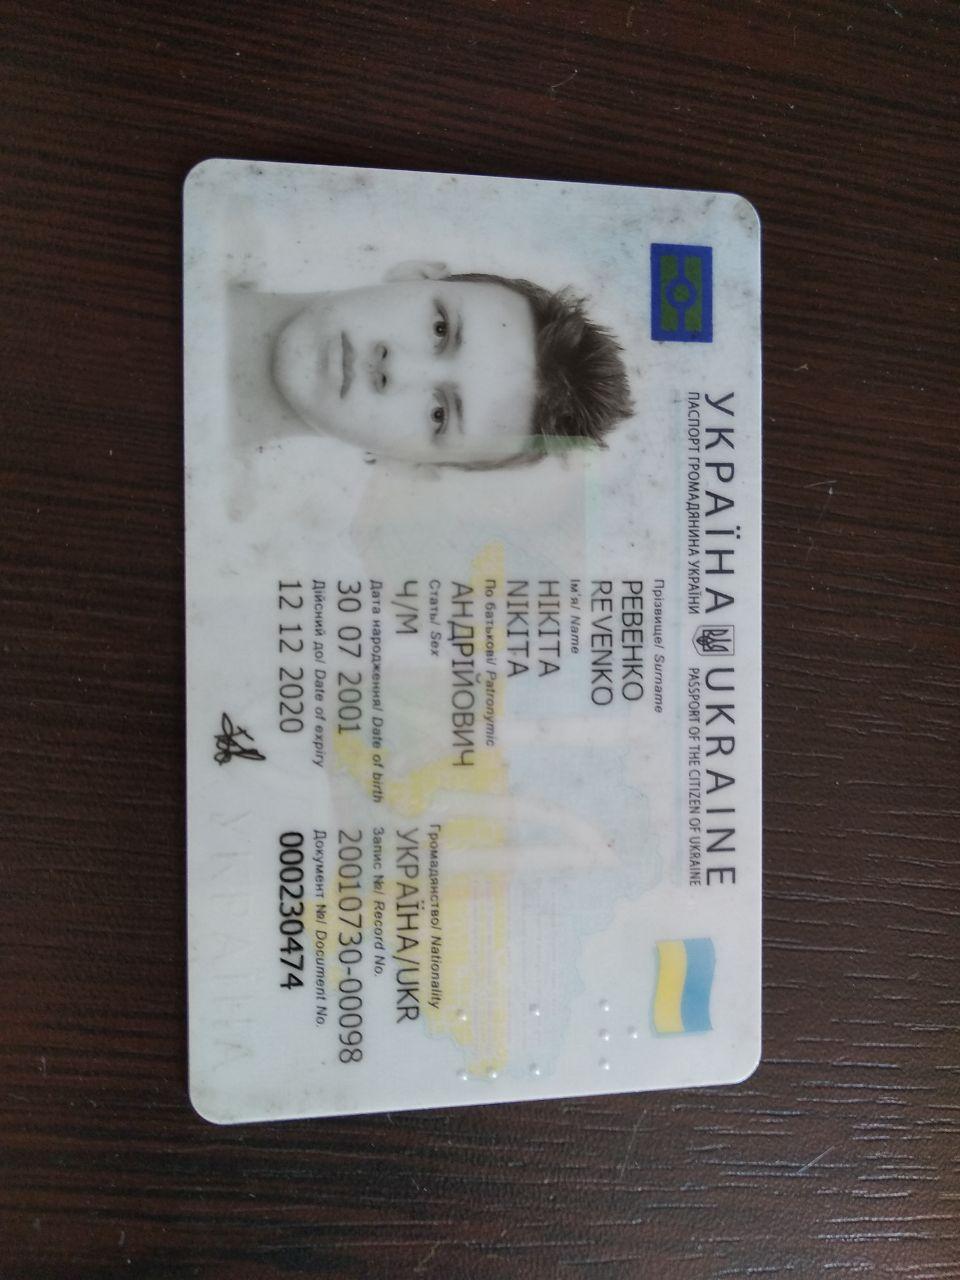 УКРАЇНА UKRAINE
ПАСПОРТ ГРОМАДЯНИНА УКРАЇНИ PASSPORT OF THE CITIZEN OF UKRAINE
Прізвище/ Surname
РЕВЕНКО
REVENKO
Ім'я/ Name
НІКІТА
NIKITA
По батькові/ Patronymic
АНДРІЙОВИЧ
Стать/ Sex Громадянство/ Nationality
Ч/М УКРАЇНА/UKR
Дата народження/ Date of birth Запис №/ Record No.
30 07 2001 20010730-00098
Дійсний до/ Date of expiry Документ №/ Document No.
12 12 2020 000230474
УКРАЇНА